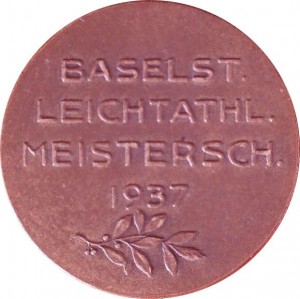 BASELST.
LEICHTATHL.
MEISTERSCH.
1937